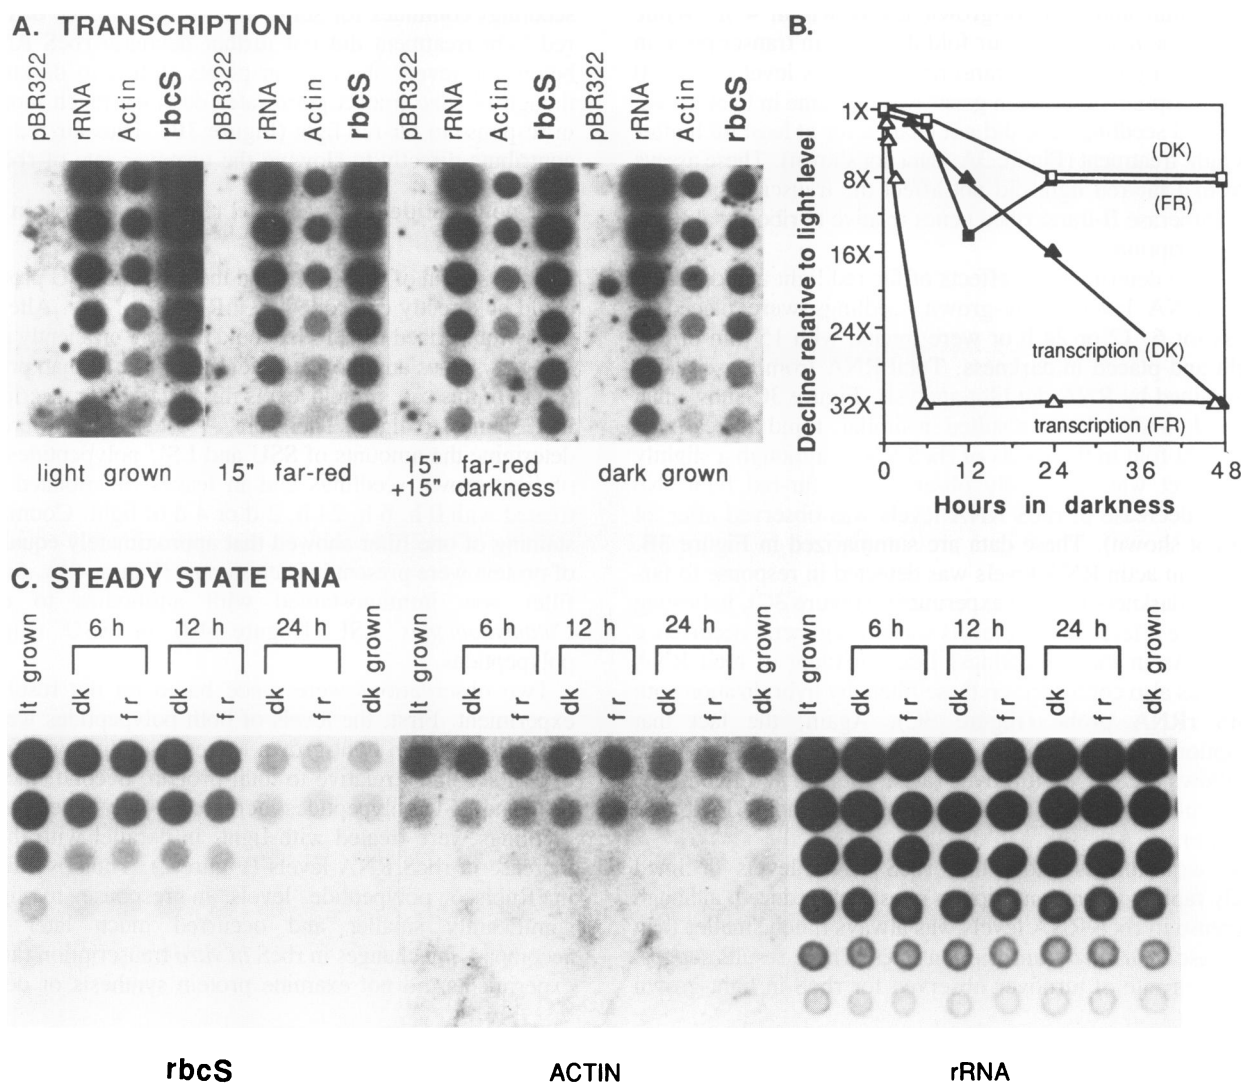 A. TRANSCRIPTION
pBR322 rRNA Actin rbcS pBR322 rRNA Actin rbcS pBR322 rRNA Actin rbcS pBR322 rRNA Actin rbcS
light grown
15" far-red
15" far-red
+15" darkness
dark grown
B.
Decline relative to light level
1X
8X
16X
24X
32X
(DK)
(FR)
transcription (DK)
transcription (FR)
0 12 24 36 48
Hours in darkness
C. STEADY STATE RNA
6 h 12 h 24 h
lt grown dk fr dk fr dk fr dk grown
6 h 12 h 24 h
lt grown dk fr dk fr dk fr dk grown
6 h 12 h 24 h
lt grown dk fr dk fr dk fr dk grown
rbcS
ACTIN
rRNA